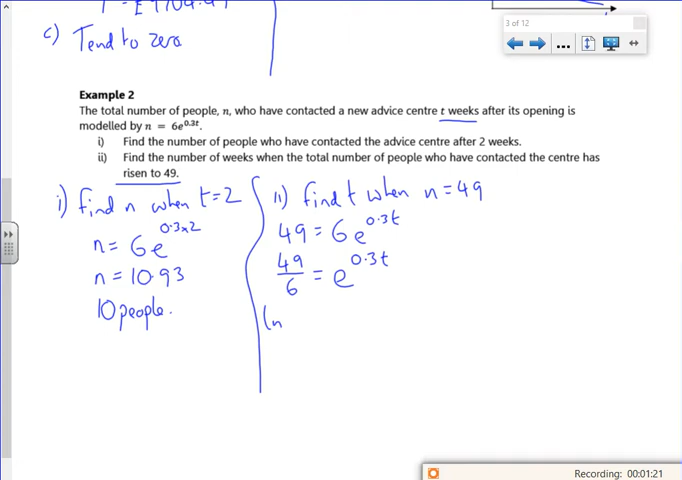 c) Tend to zero
3 of 12
Example 2
The total number of people, n, who have contacted a new advice centre t weeks after its opening is
modelled by n = 6e^0.3t.
i) Find the number of people who have contacted the advice centre after 2 weeks.
ii) Find the number of weeks when the total number of people who have contacted the centre has
risen to 49.
i) find n when t=2
n = 6e^0.3x2
n = 10.93
10 people.
ii) find t when n = 49
49 = 6e^0.3t
49/6 = e^0.3t
ln
Recording: 00:01:21